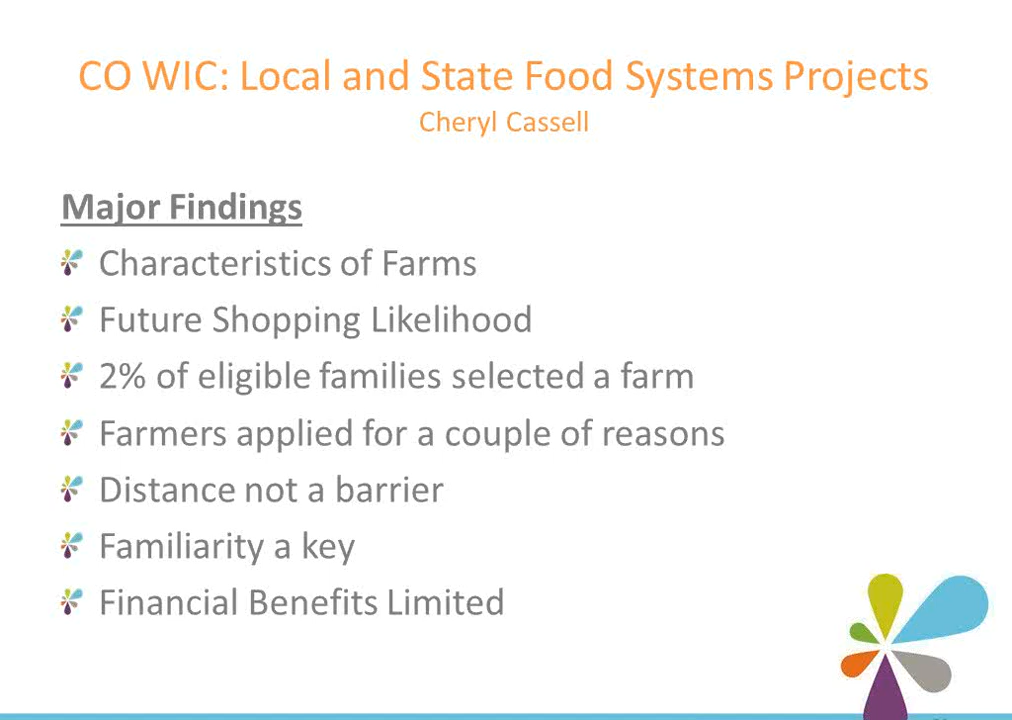 CO WIC: Local and State Food Systems Projects
Cheryl Cassell
Major Findings
Characteristics of Farms
Future Shopping Likelihood
2% of eligible families selected a farm
Farmers applied for a couple of reasons
Distance not a barrier
Familiarity a key
Financial Benefits Limited